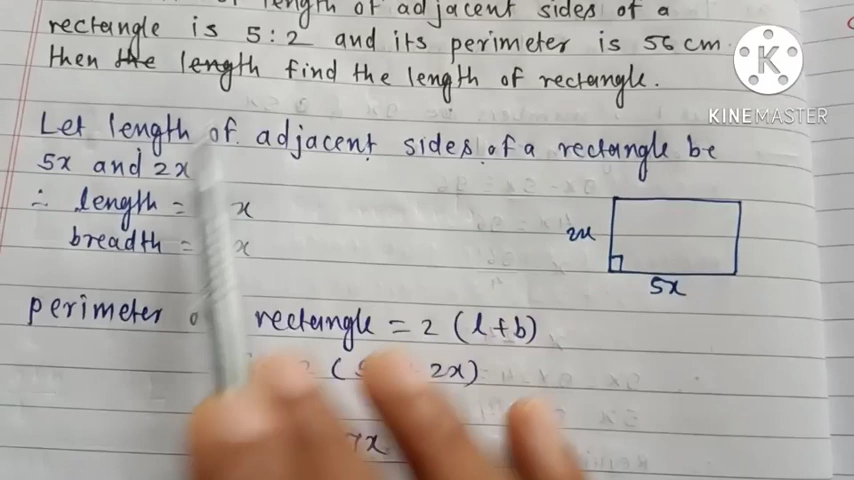 length of adjacent sides of a
rectangle is 5:2 and its perimeter is 56 cm.
then the length find the length of rectangle.
K
KINEMASTER
Let length of adjacent sides of a rectangle be
5x and 2x
∴ length = x
breadth = x
2x
5x
perimeter rectangle = 2 (l+b)
( 2x)
7x